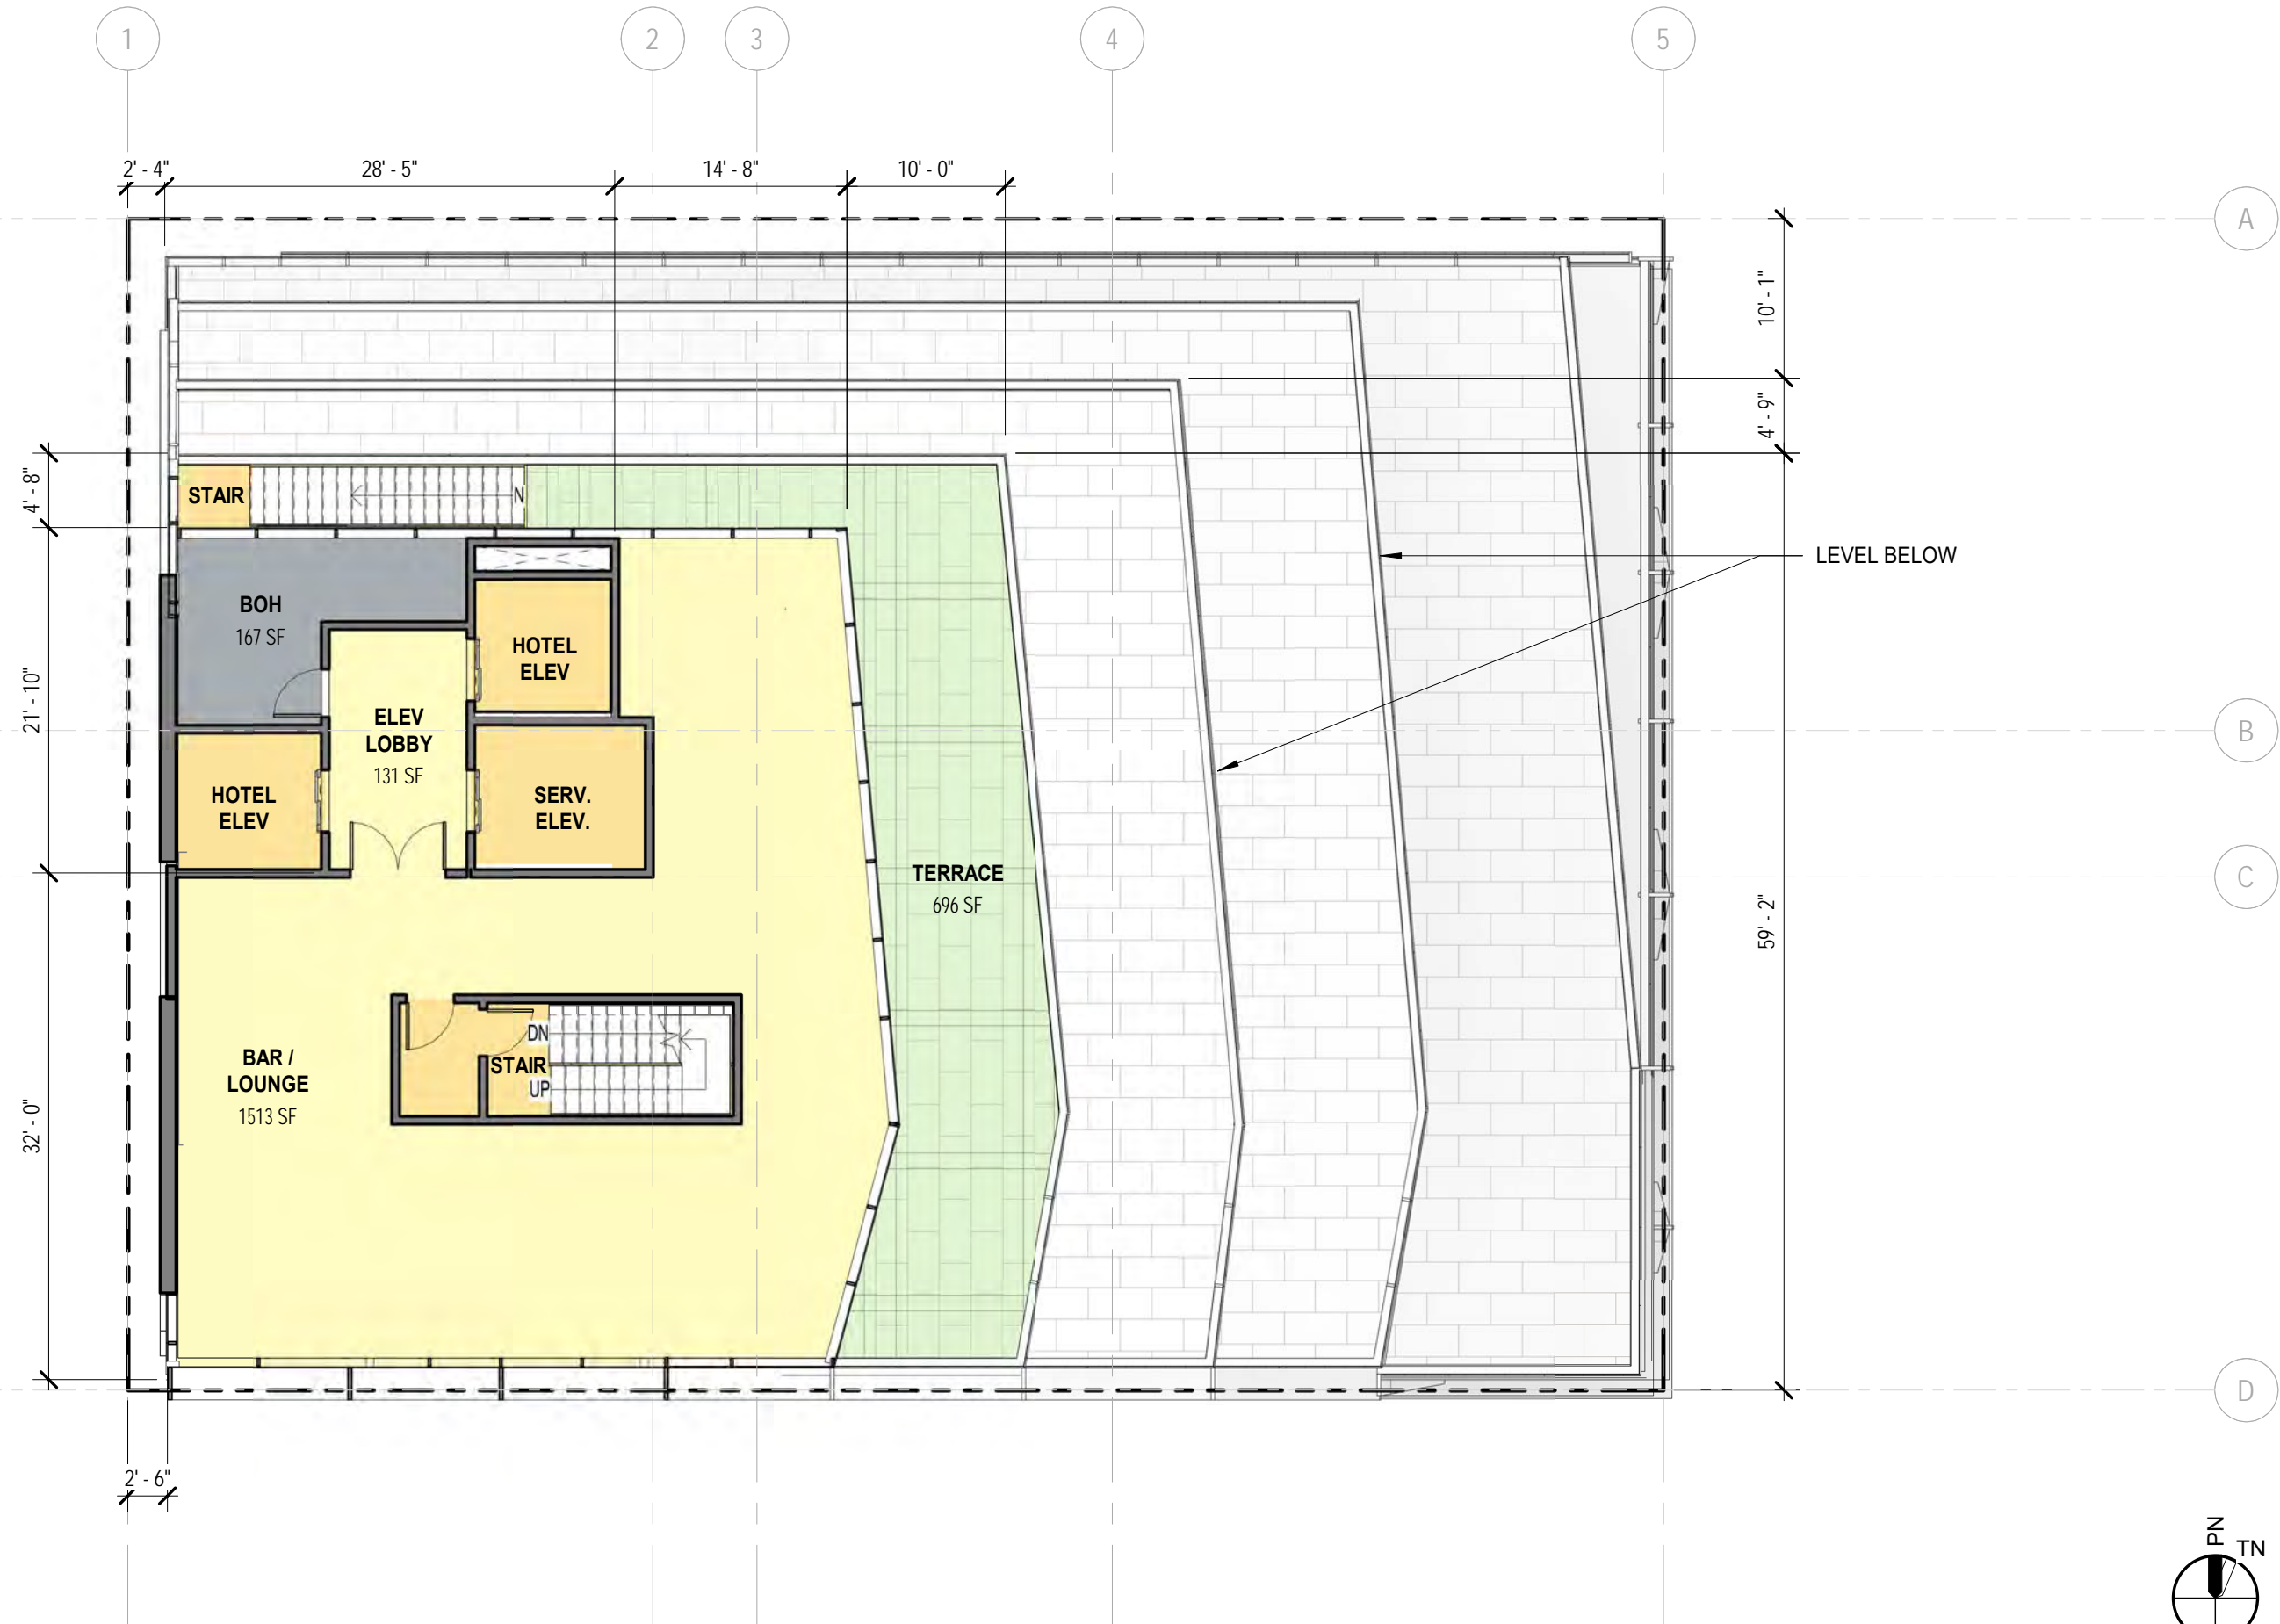 1
2
3
4
5
2' - 4"
28' - 5"
14' - 8"
10' - 0"
A
10' - 1"
4' - 9"
4' - 8"
STAIR
N
LEVEL BELOW
BOH
167 SF
HOTEL
ELEV
21' - 10"
ELEV
LOBBY
131 SF
B
HOTEL
ELEV
SERV.
ELEV.
TERRACE
696 SF
C
59' - 2"
DN
STAIR
UP
BAR /
LOUNGE
1513 SF
32' - 0"
D
2' - 6"
PN
TN